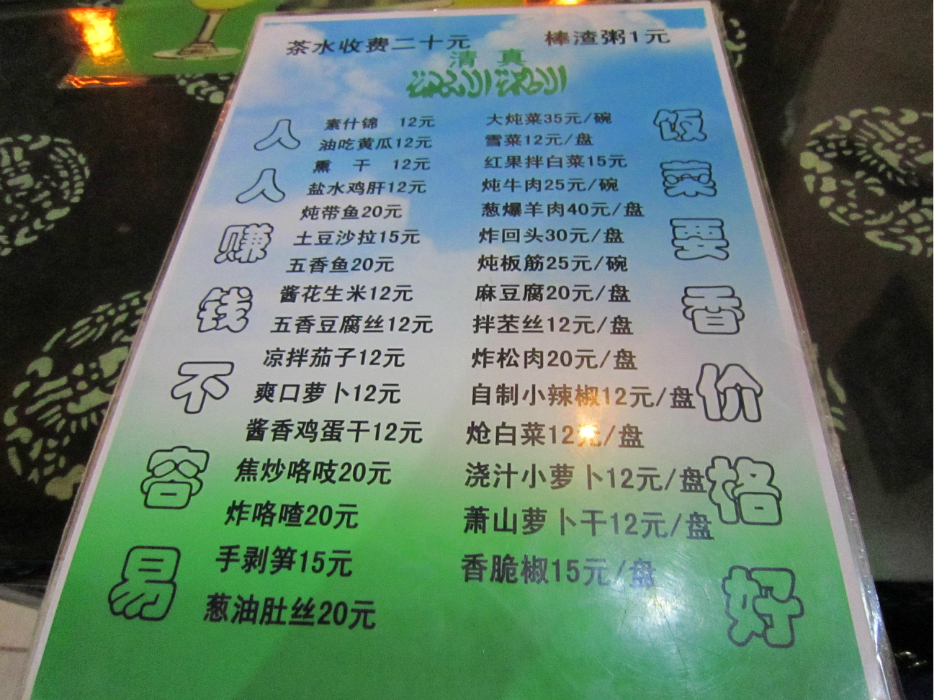 茶水收费二十元 棒渣粥1元
清真
人人赚钱不容易
素什锦 12元
油吃黄瓜12元
熏 干 12元
盐水鸡肝12元
炖带鱼20元
土豆沙拉15元
五香鱼20元
酱花生米12元
五香豆腐丝12元
凉拌茄子12元
爽口萝卜12元
酱香鸡蛋干12元
焦炒咯吱20元
炸咯喳20元
手剥笋15元
葱油肚丝20元
大炖菜35元/碗
雪菜12元/盘
红果拌白菜15元
炖牛肉25元/碗
葱爆羊肉40元/盘
炸回头30元/盘
炖板筋25元/碗
麻豆腐20元/盘
拌苤丝12元/盘
炸松肉20元/盘
自制小辣椒12元/盘
炝白菜12元/盘
浇汁小萝卜12元/盘
萧山萝卜干12元/盘
香脆椒15元/盘
饭菜要香价格好